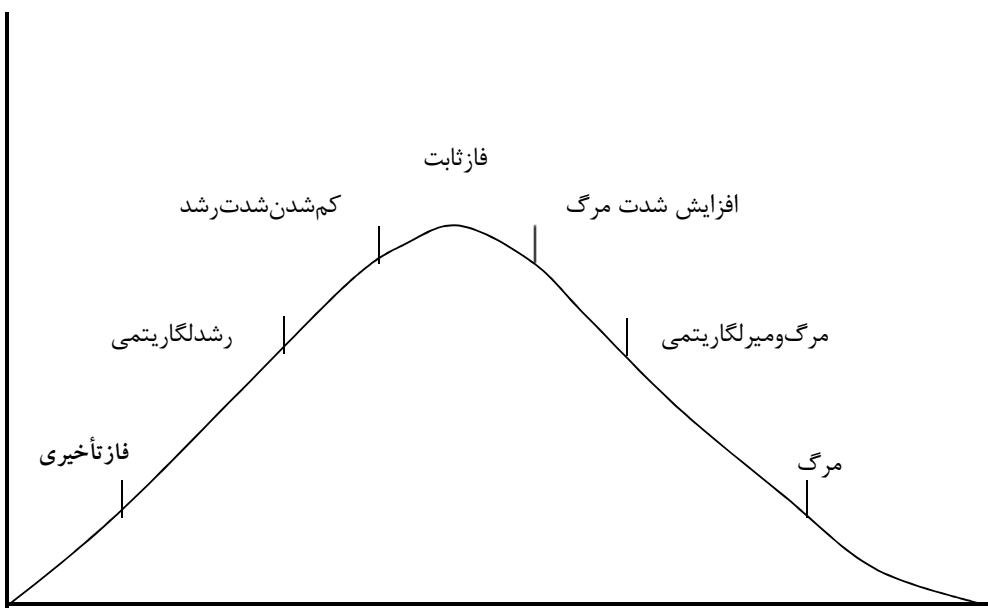 فازثابت
کم‌شدن‌شدت‌رشد
افزایش شدت مرگ
رشدلگاریتمی
مرگ‌ومیرلگاریتمی
فازتأخیری
مرگ